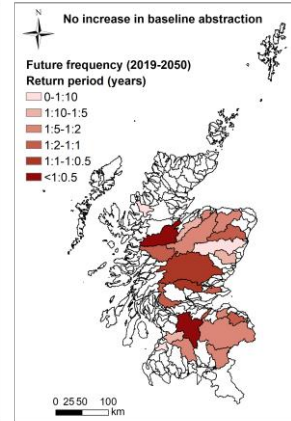 No increase in baseline abstraction
N
Future frequency (2019-2050)
Return period (years)
0-1:10
1:10-1:5
1:5-1:2
1:2-1:1
1:1-1:0.5
<1:0.5
0 25 50 100
km